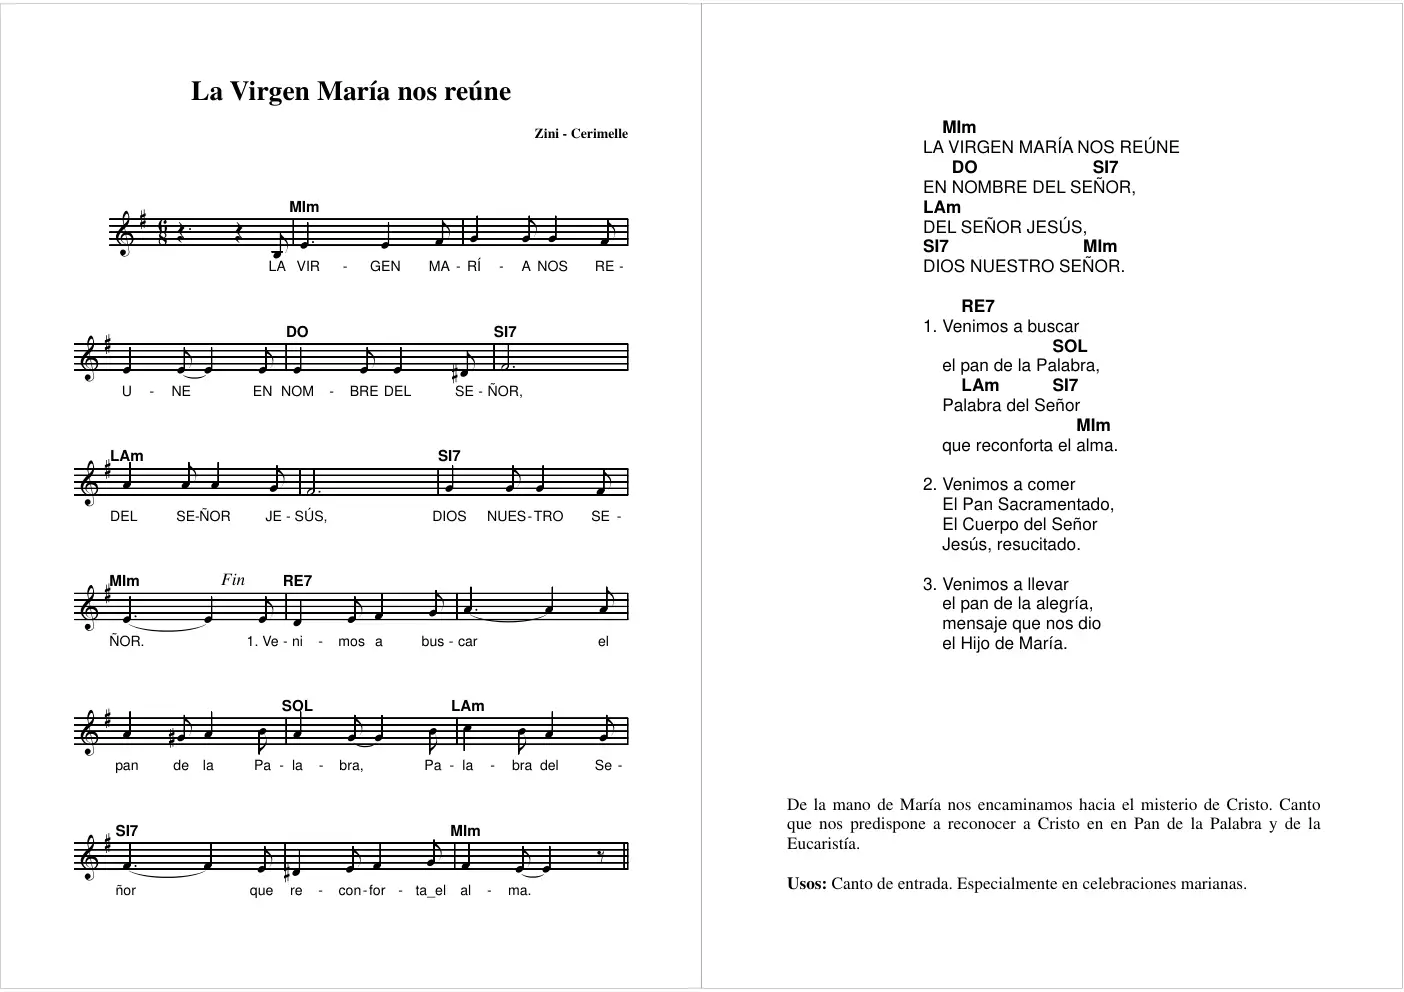 La Virgen María nos reúne
Zini - Cerimelle
MIm
LA VIR - GEN MA - RÍ - A NOS RE -
DO SI7
U - NE EN NOM - BRE DEL SE - ÑOR,
LAm SI7
DEL SE-ÑOR JE - SÚS, DIOS NUES-TRO SE -
MIm Fin RE7
ÑOR. 1. Ve - ni - mos a bus - car el
SOL LAm
pan de la Pa - la - bra, Pa - la - bra del Se -
SI7 MIm
ñor que re - con-for - ta_el al - ma.
MIm
LA VIRGEN MARÍA NOS REÚNE
DO SI7
EN NOMBRE DEL SEÑOR,
LAm
DEL SEÑOR JESÚS,
SI7 MIm
DIOS NUESTRO SEÑOR.
RE7
1. Venimos a buscar
SOL
el pan de la Palabra,
LAm SI7
Palabra del Señor
MIm
que reconforta el alma.
2. Venimos a comer
El Pan Sacramentado,
El Cuerpo del Señor
Jesús, resucitado.
3. Venimos a llevar
el pan de la alegría,
mensaje que nos dio
el Hijo de María.
De la mano de María nos encaminamos hacia el misterio de Cristo. Canto
que nos predispone a reconocer a Cristo en en Pan de la Palabra y de la
Eucaristía.
Usos: Canto de entrada. Especialmente en celebraciones marianas.